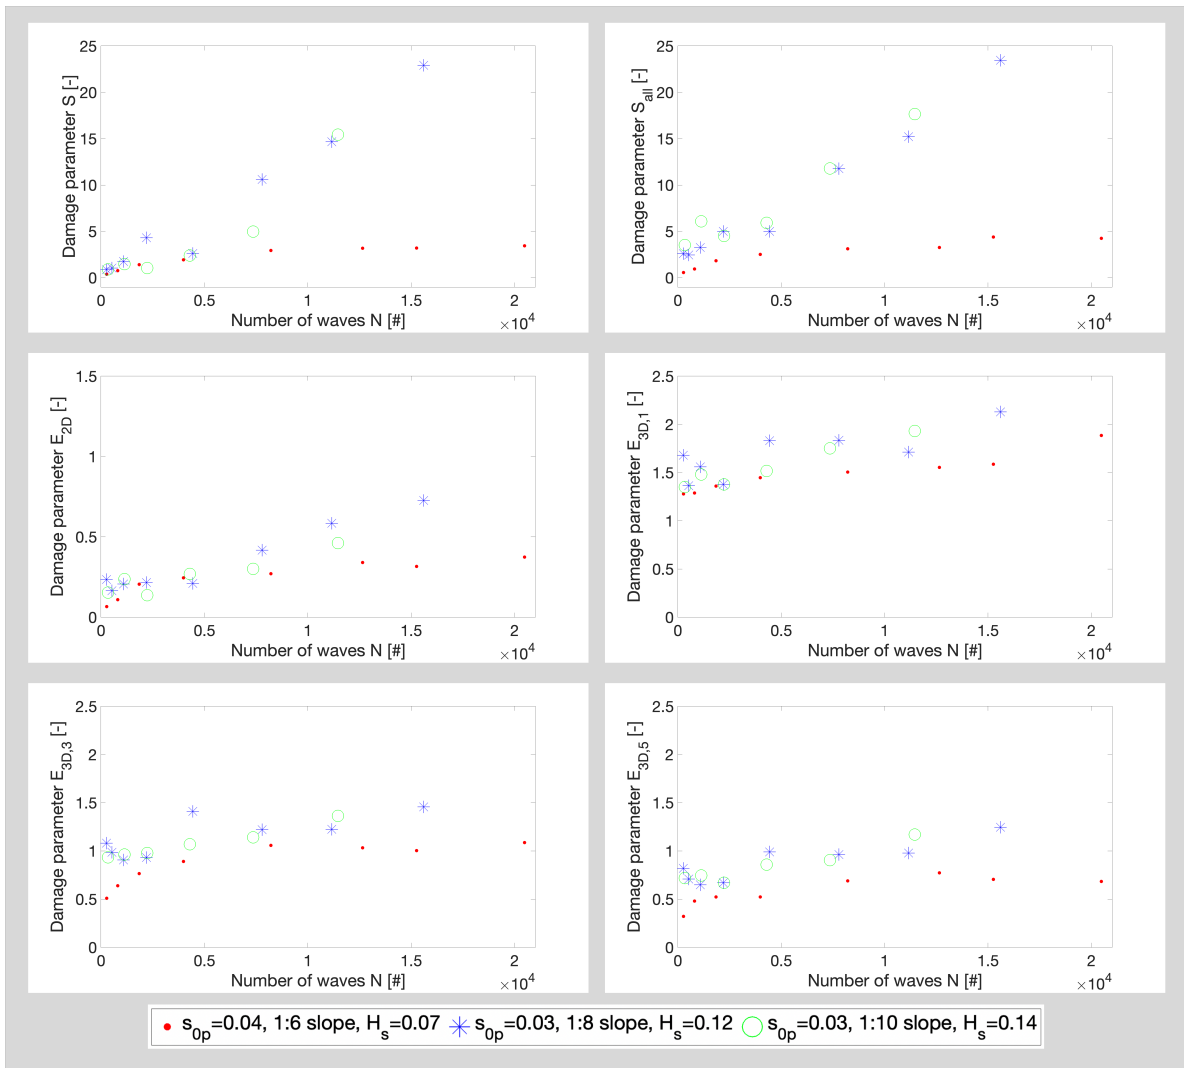 25
20
15
10
5
0
Damage parameter S [-]
0 0.5 1 1.5 2
Number of waves N [#]
×10^4
25
20
15
10
5
0
Damage parameter S_all [-]
0 0.5 1 1.5 2
Number of waves N [#]
×10^4
1.5
1
0.5
0
Damage parameter E_2D [-]
0 0.5 1 1.5 2
Number of waves N [#]
×10^4
2.5
2
1.5
1
0.5
0
Damage parameter E_3D,1 [-]
0 0.5 1 1.5 2
Number of waves N [#]
×10^4
2.5
2
1.5
1
0.5
0
Damage parameter E_3D,3 [-]
0 0.5 1 1.5 2
Number of waves N [#]
×10^4
2.5
2
1.5
1
0.5
0
Damage parameter E_3D,5 [-]
0 0.5 1 1.5 2
Number of waves N [#]
×10^4
s_0p=0.04, 1:6 slope, H_s=0.07 s_0p=0.03, 1:8 slope, H_s=0.12 s_0p=0.03, 1:10 slope, H_s=0.14